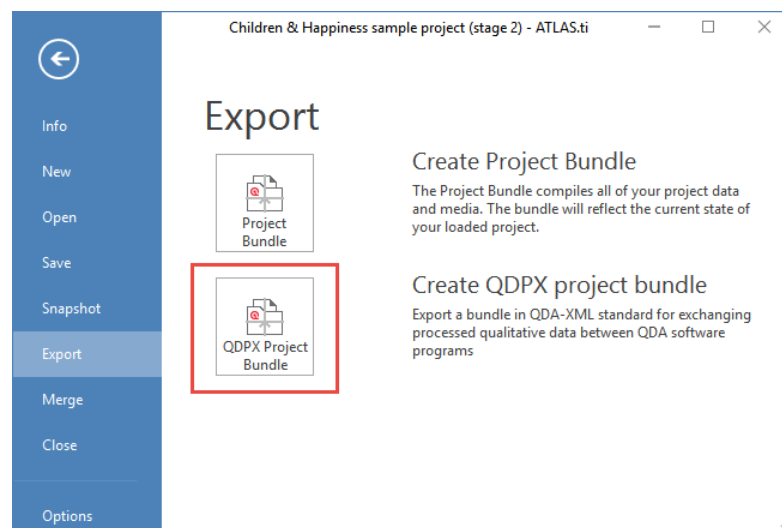 Children & Happiness sample project (stage 2) - ATLAS.ti
Info
New
Open
Save
Snapshot
Export
Merge
Close
Options
Export
Project
Bundle
Create Project Bundle
The Project Bundle compiles all of your project data
and media. The bundle will reflect the current state of
your loaded project.
QDPX Project
Bundle
Create QDPX project bundle
Export a bundle in QDA-XML standard for exchanging
processed qualitative data between QDA software
programs